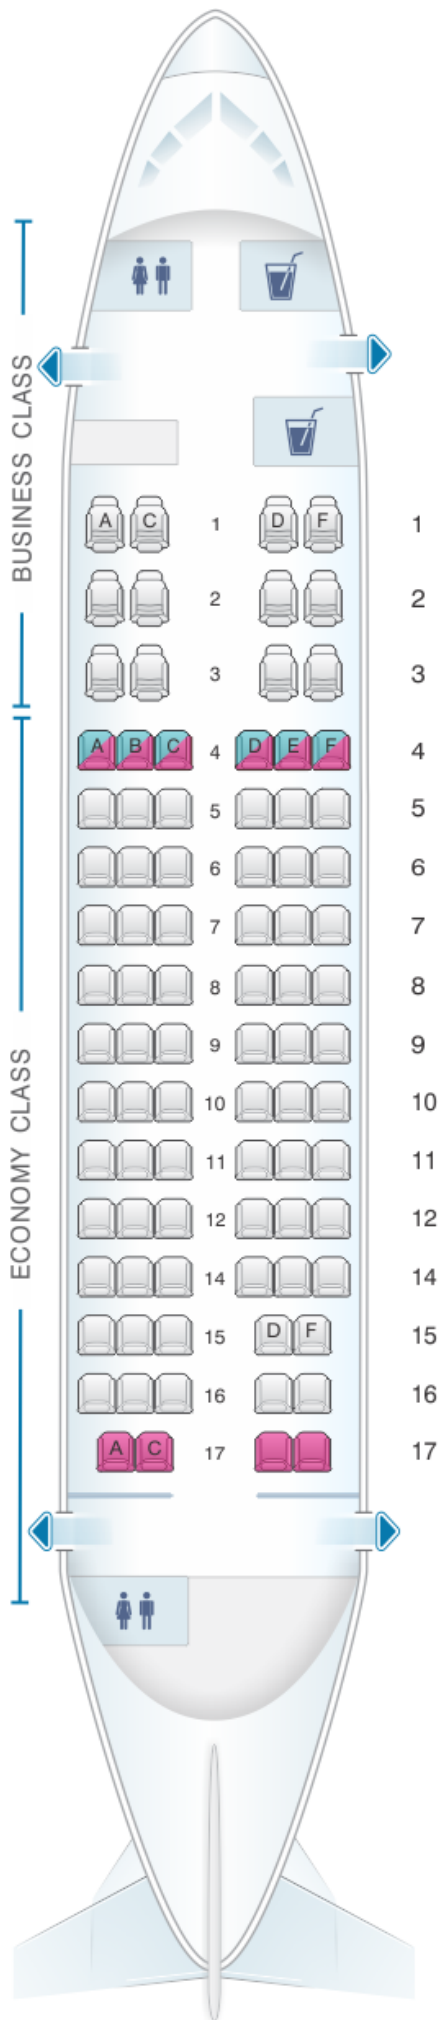 BUSINESS CLASS
A C 1 D F 1
2 2
3 3
A B C 4 D E F 4
5 5
6 6
7 7
8 8
9 9
10 10
11 11
12 12
14 14
15 D F 15
16 16
A C 17 17
ECONOMY CLASS